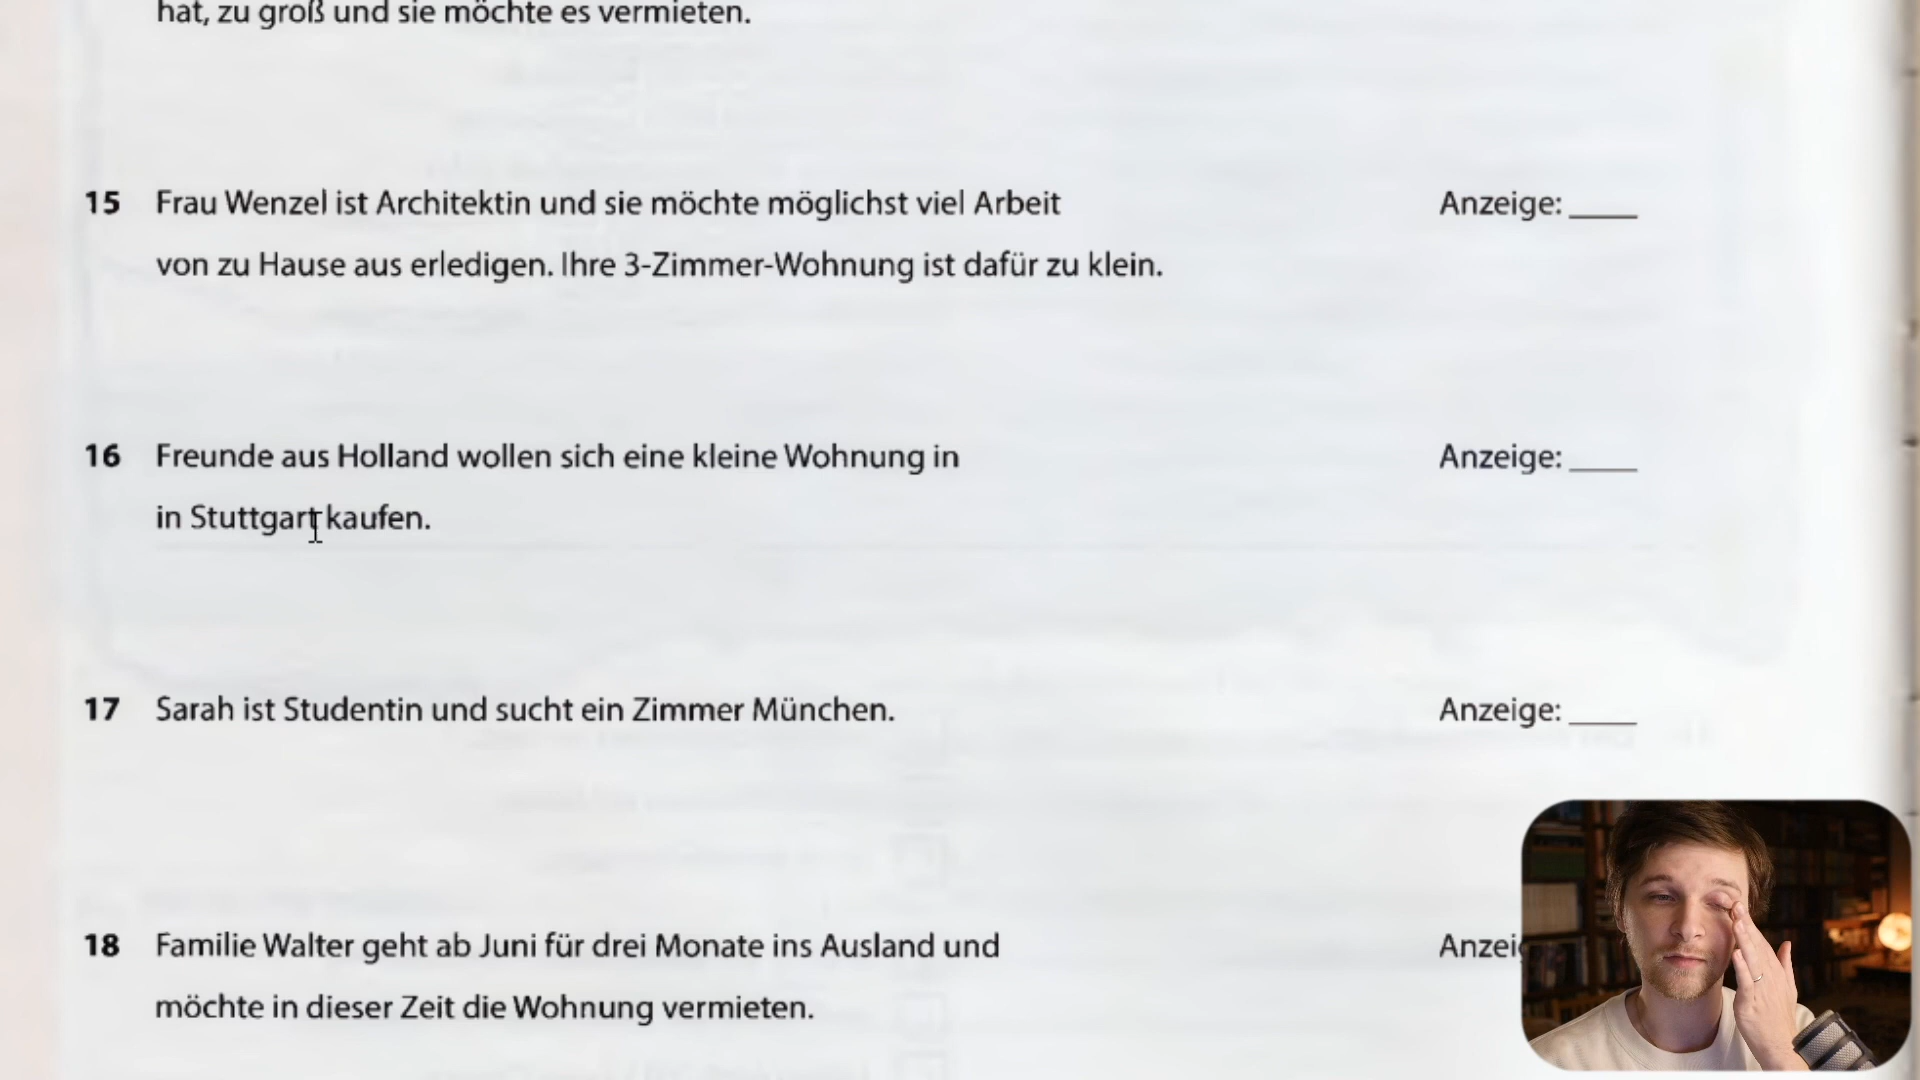 hat, zu groß und sie möchte es vermieten.
15 Frau Wenzel ist Architektin und sie möchte möglichst viel Arbeit Anzeige: ____
von zu Hause aus erledigen. Ihre 3-Zimmer-Wohnung ist dafür zu klein.
16 Freunde aus Holland wollen sich eine kleine Wohnung in Anzeige: ____
in Stuttgart kaufen.
17 Sarah ist Studentin und sucht ein Zimmer München. Anzeige: ____
18 Familie Walter geht ab Juni für drei Monate ins Ausland und Anzei
möchte in dieser Zeit die Wohnung vermieten.